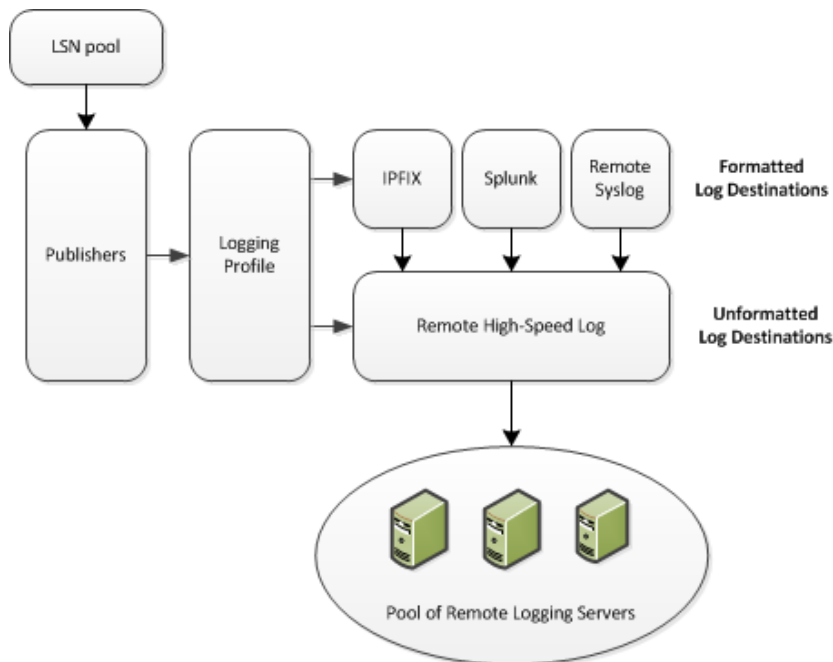 LSN pool
Publishers
Logging
Profile
IPFIX
Splunk
Remote
Syslog
Formatted
Log Destinations
Remote High-Speed Log
Unformatted
Log Destinations
Pool of Remote Logging Servers